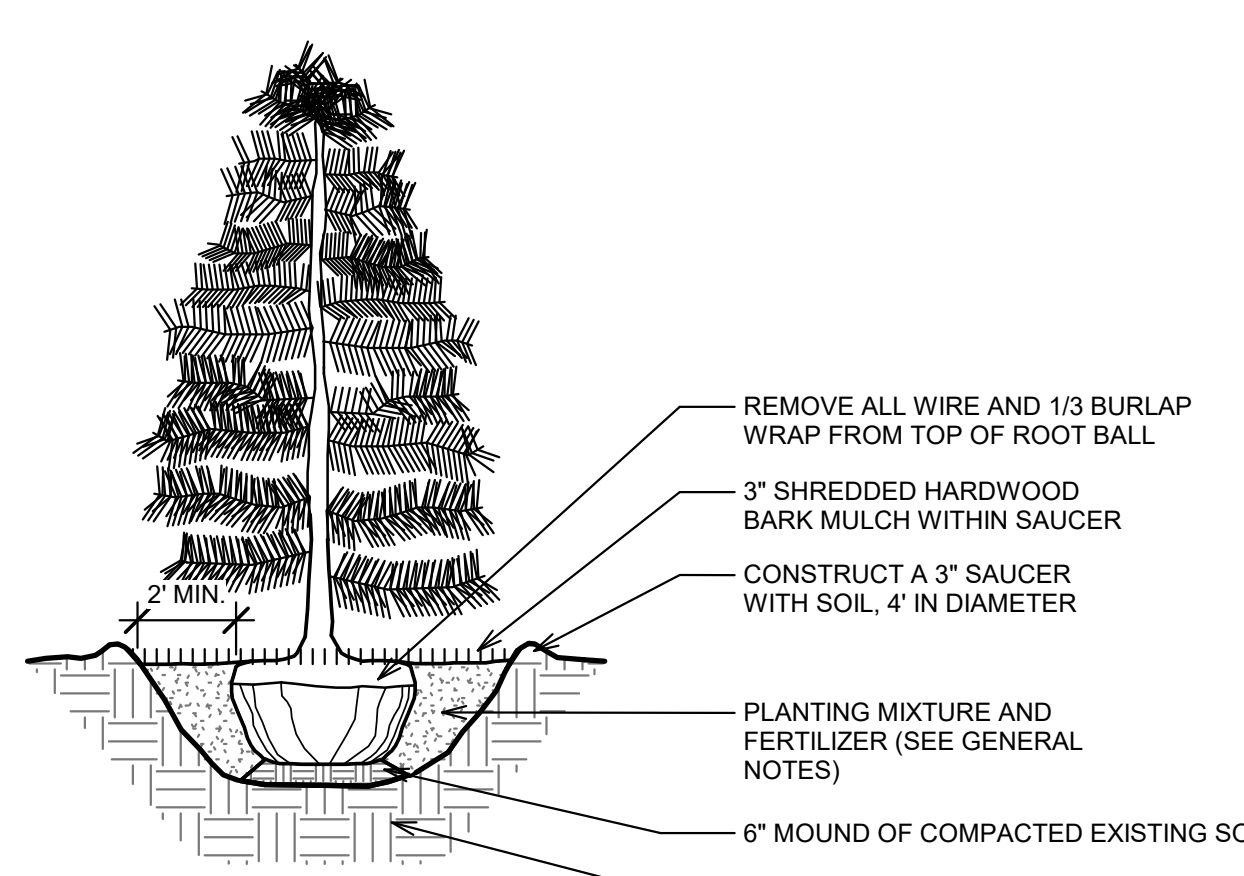 REMOVE ALL WIRE AND 1/3 BURLAP
WRAP FROM TOP OF ROOT BALL
3" SHREDDED HARDWOOD
BARK MULCH WITHIN SAUCER
CONSTRUCT A 3" SAUCER
WITH SOIL, 4' IN DIAMETER
2' MIN.
PLANTING MIXTURE AND
FERTILIZER (SEE GENERAL
NOTES)
6" MOUND OF COMPACTED EXISTING